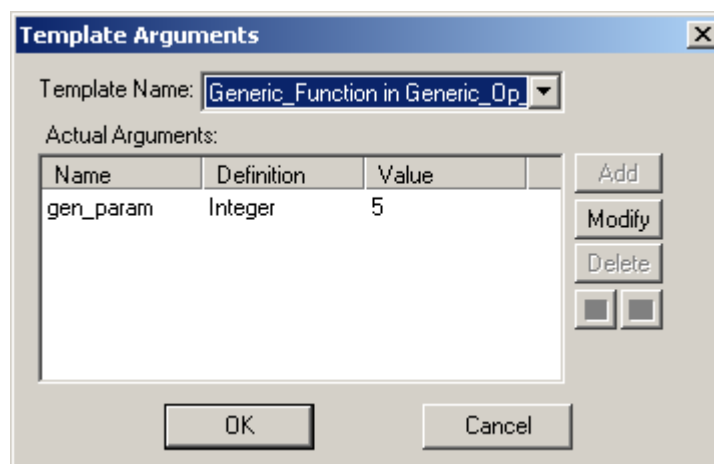 Template Arguments
Template Name: Generic_Function in Generic_Op_
Actual Arguments:
Name Definition Value Add
gen_param Integer 5 Modify
Delete
OK Cancel